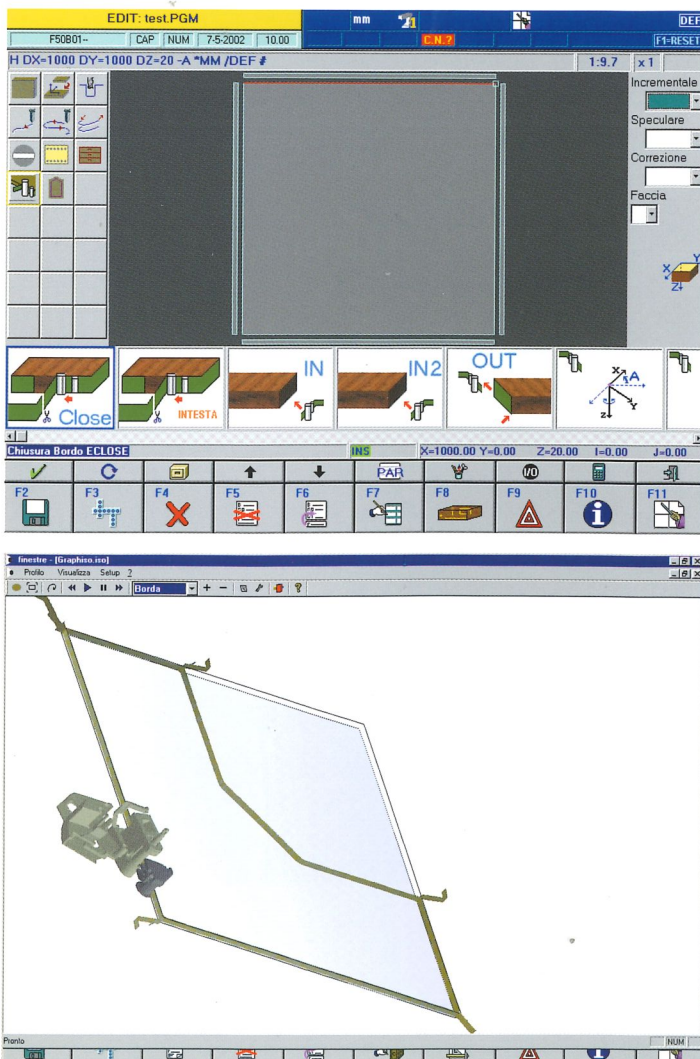 EDIT: test.PGM
mm
DEF
F50B01--
CAP
NUM
7-5-2002
10.00
C.N.?
F1=RESET
H DX=1000 DY=1000 DZ=20 -A *MM /DEF #
1:9.7
x 1
Incrementale
Speculare
Correzione
Faccia
X
Y
Z
Close
INTESTA
IN
IN2
OUT
X
A
Y
Z
Chiusura Bordo ECLOSE
INS
X=1000.00 Y=0.00 Z=20.00 I=0.00 J=0.00
PAR
I/O
F2
F3
F4
F5
F6
F7
F8
F9
F10
F11
finestre - [Graphiso.iso]
Profilo Visualizza Setup ?
Borda
Pronto
NUM